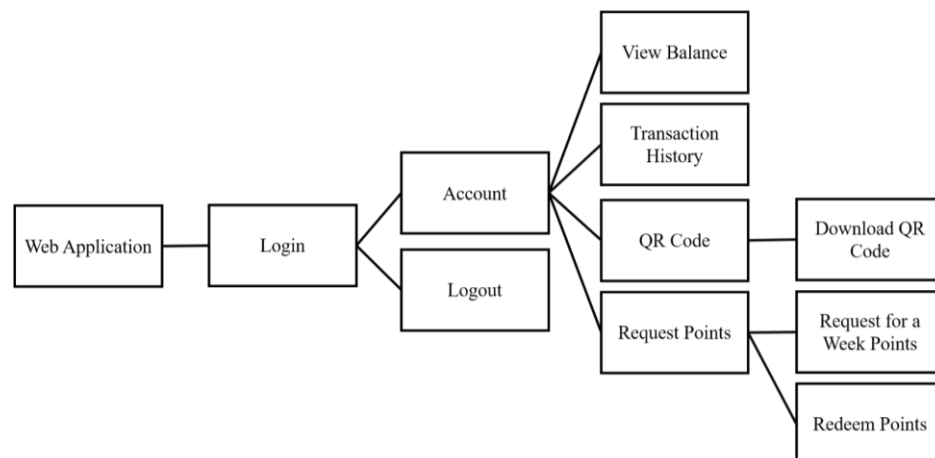 View Balance
Transaction
History
Account
Web Application
Login
QR Code
Download QR
Code
Logout
Request Points
Request for a
Week Points
Redeem Points